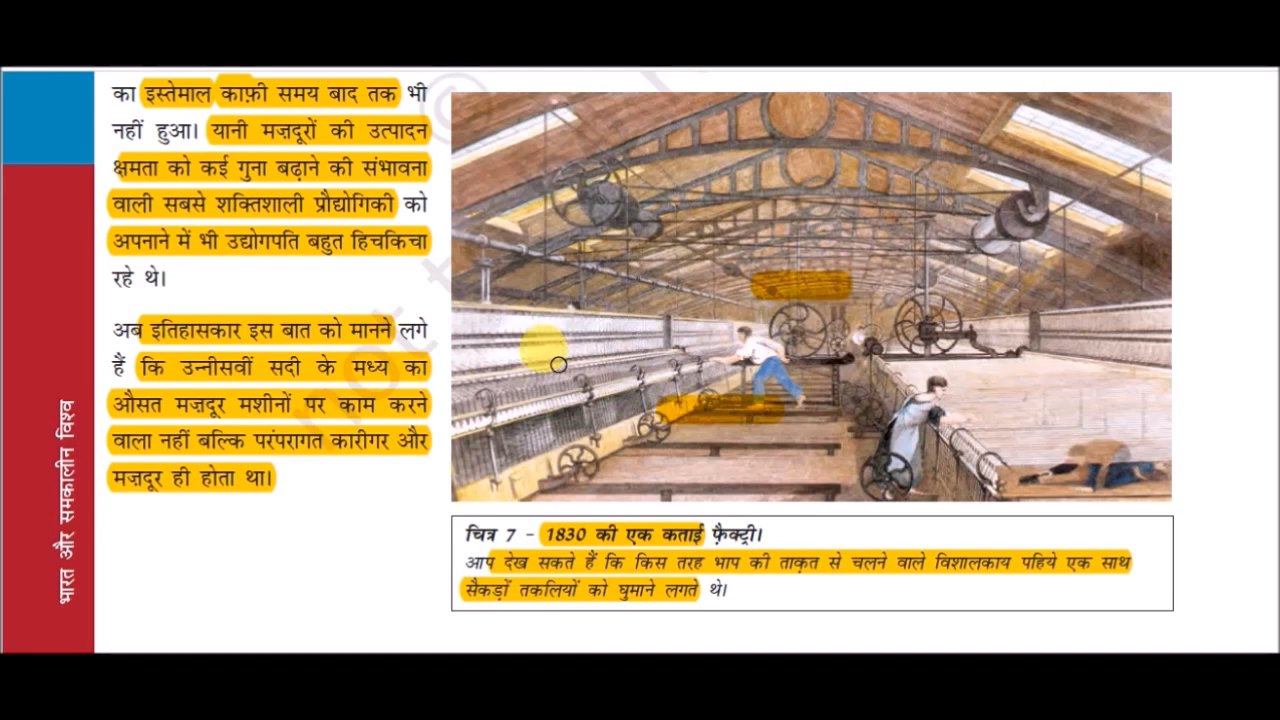 का इस्तेमाल काफ़ी समय बाद तक भी
नहीं हुआ। यानी मज़दूरों की उत्पादन
क्षमता को कई गुना बढ़ाने की संभावना
वाली सबसे शक्तिशाली प्रौद्योगिकी को
अपनाने में भी उद्योगपति बहुत हिचकिचा
रहे थे।
अब इतिहासकार इस बात को मानने लगे
हैं कि उन्नीसवीं सदी के मध्य का
औसत मज़दूर मशीनों पर काम करने
वाला नहीं बल्कि परंपरागत कारीगर और
मज़दूर ही होता था।
चित्र 7 – 1830 की एक कताई फ़ैक्ट्री।
आप देख सकते हैं कि किस तरह भाप की ताक़त से चलने वाले विशालकाय पहिये एक साथ
सैकड़ों तकलियों को घुमाने लगते थे।
भारत और समकालीन विश्व
not t